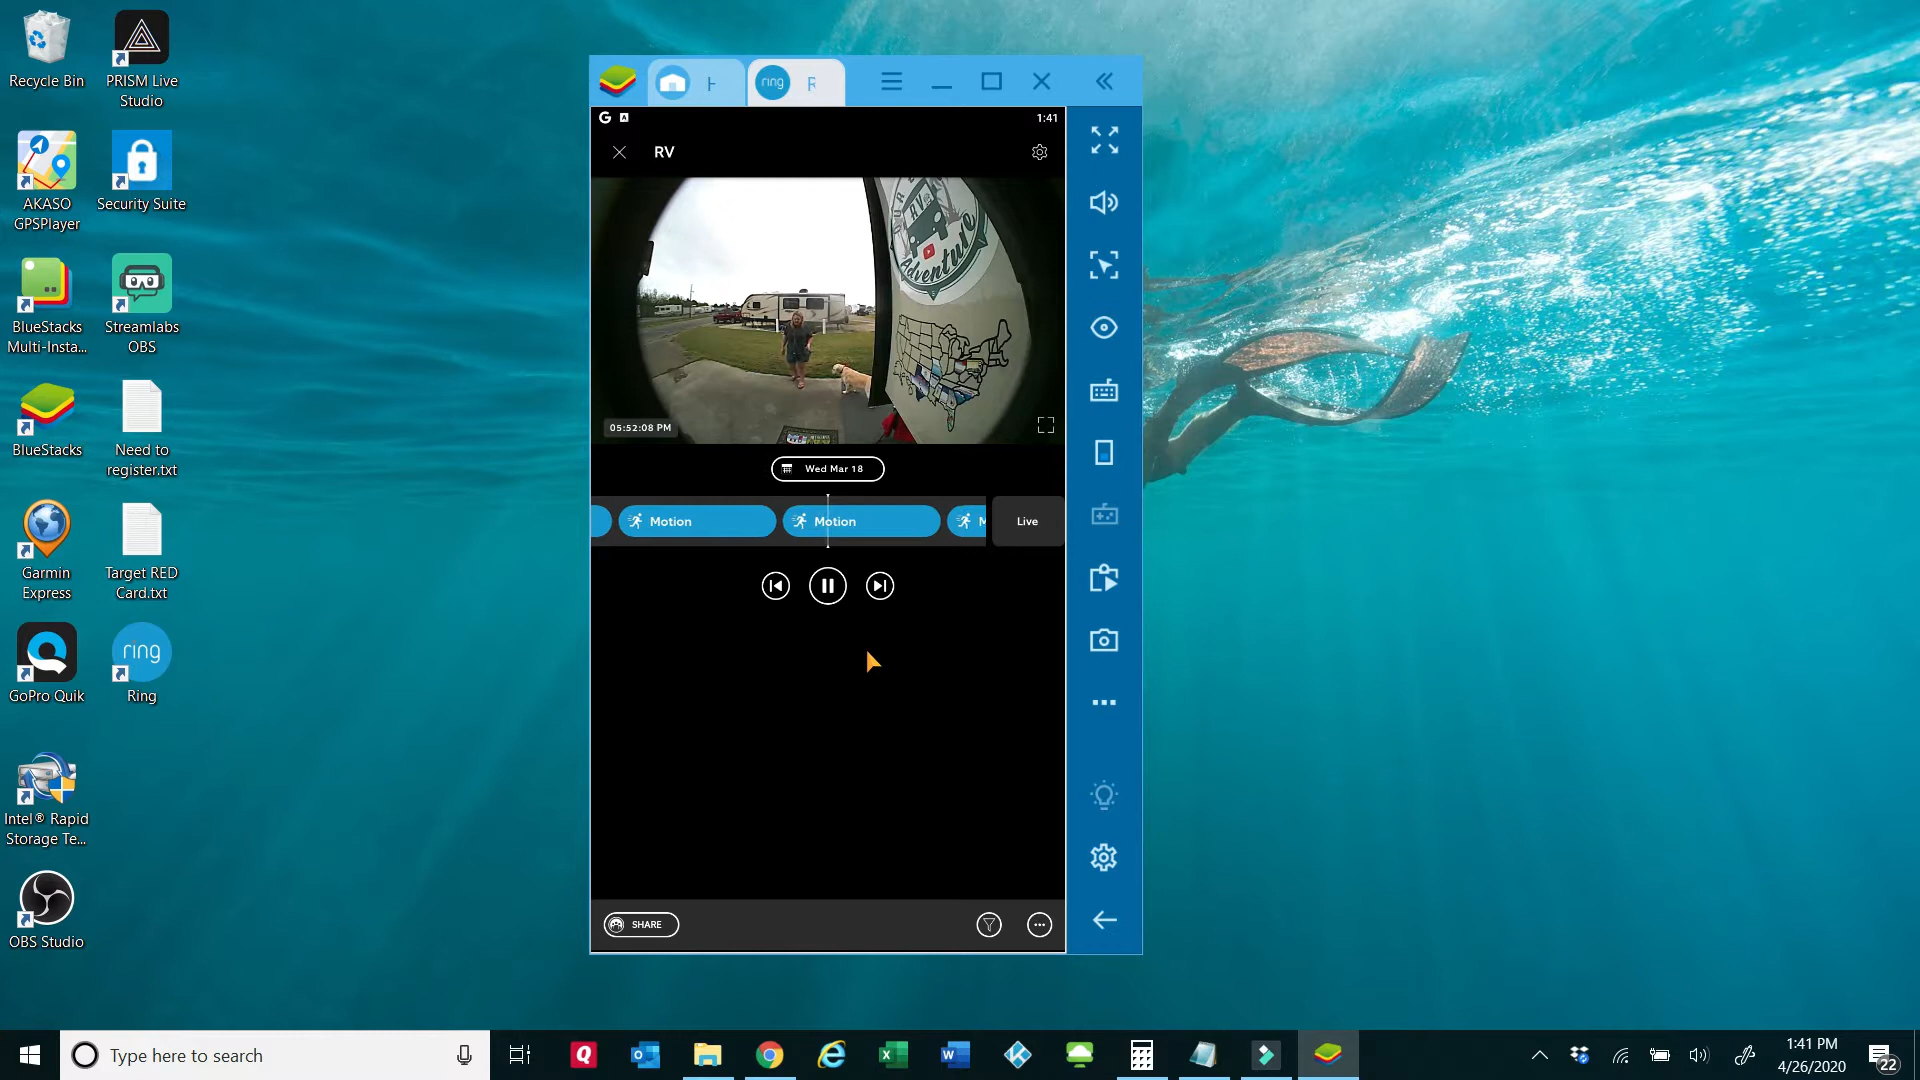 Recycle Bin
PRISM Live
Studio
AKASO
GPSPlayer
Security Suite
BlueStacks
Multi-Insta...
Streamlabs
OBS
BlueStacks
Need to
register.txt
Garmin
Express
Target RED
Card.txt
GoPro Quik
ring
Ring
Intel® Rapid
Storage Te...
OBS Studio
ring
1:41
RV
RV
Adventure
05:52:08 PM
Wed Mar 18
Motion
Motion
M
Live
SHARE
Type here to search
1:41 PM
4/26/2020
22